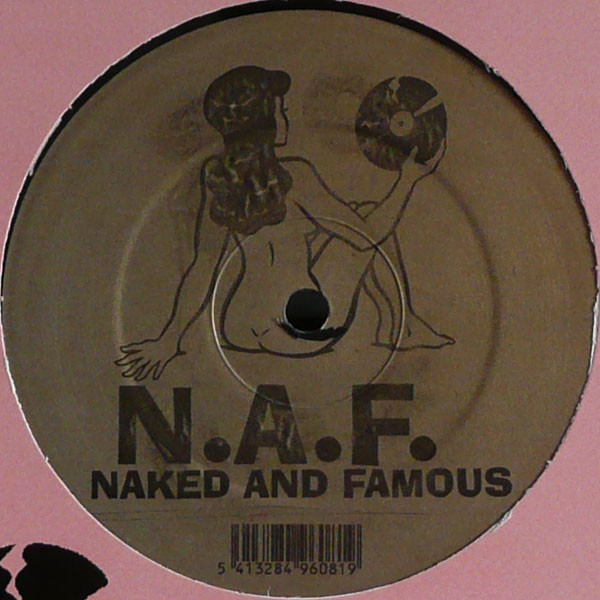 N.A.F.
NAKED AND FAMOUS
5 413284 960819